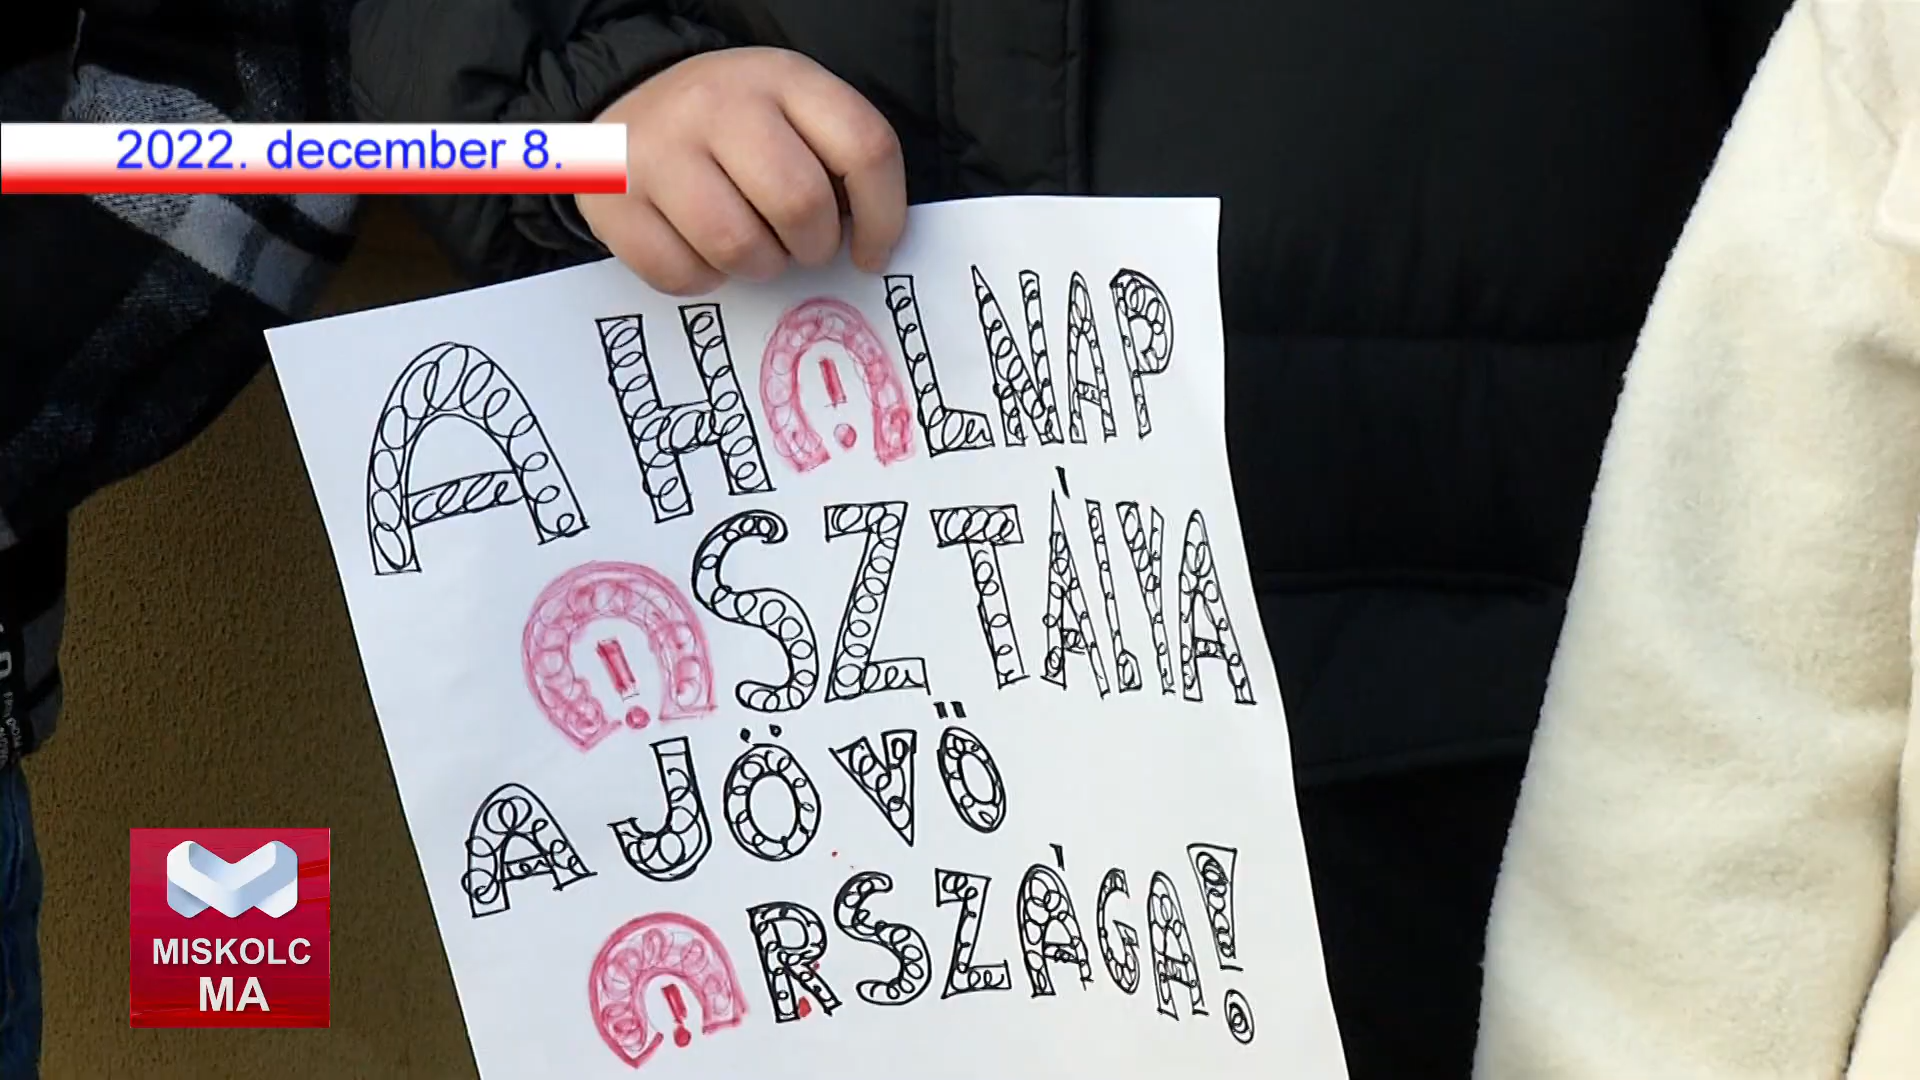 2022. december 8.
A HOLNAP
OSZTÁLYA
A JÖVŐ
ORSZÁGA!
MISKOLC
MA